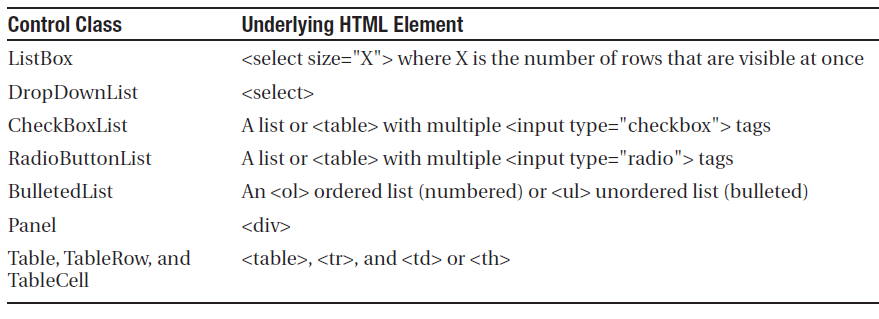 Control Class Underlying HTML Element
ListBox <select size="X"> where X is the number of rows that are visible at once
DropDownList <select>
CheckBoxList A list or <table> with multiple <input type="checkbox"> tags
RadioButtonList A list or <table> with multiple <input type="radio"> tags
BulletedList An <ol> ordered list (numbered) or <ul> unordered list (bulleted)
Panel <div>
Table, TableRow, and <table>, <tr>, and <td> or <th>
TableCell